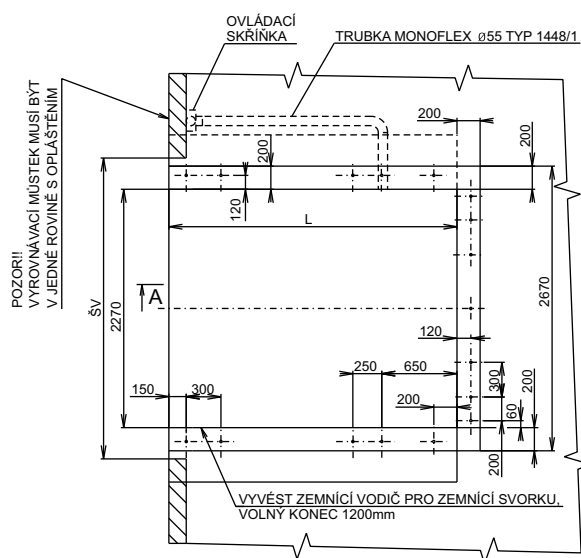 OVLÁDACÍ
SKŘÍŇKA
TRUBKA MONOFLEX ø55 TYP 1448/1
POZOR!!
VYROVNÁVACÍ MŮSTEK MUSÍ BÝT
V JEDNÉ ROVINĚ S OPLÁŠTĚNÍM
200
200
200
120
L
ŠV
2270
A
2670
120
150
300
250
650
200
300
60
200
200
VYVÉST ZEMNÍCÍ VODIČ PRO ZEMNÍCÍ SVORKU,
VOLNÝ KONEC 1200mm